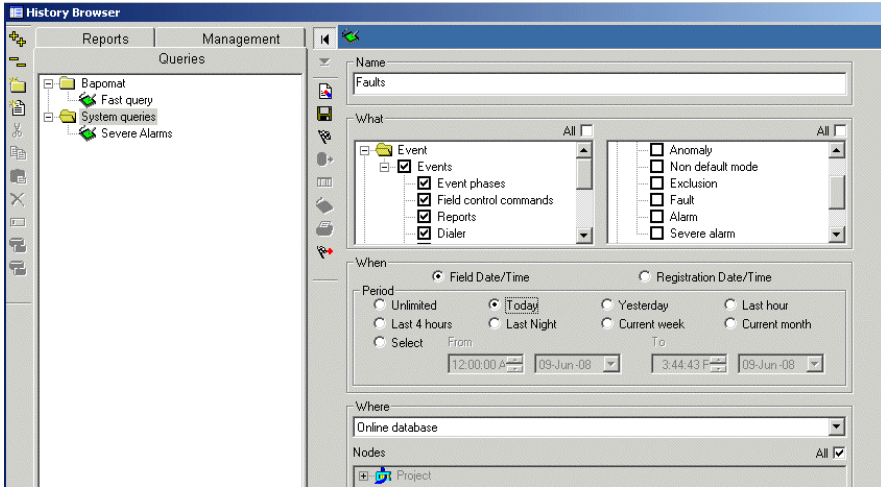 History Browser
Reports Management
Queries
Bapomat
Fast query
System queries
Severe Alarms
Name
Faults
What
All
Event
Events
Event phases
Field control commands
Reports
Dialer
All
Anomaly
Non default mode
Exclusion
Fault
Alarm
Severe alarm
When
Field Date/Time Registration Date/Time
Period
Unlimited Today Yesterday Last hour
Last 4 hours Last Night Current week Current month
Select From To
12:00:00 A 09-Jun-08 3:44:43 F 09-Jun-08
Where
Online database
Nodes All
Project